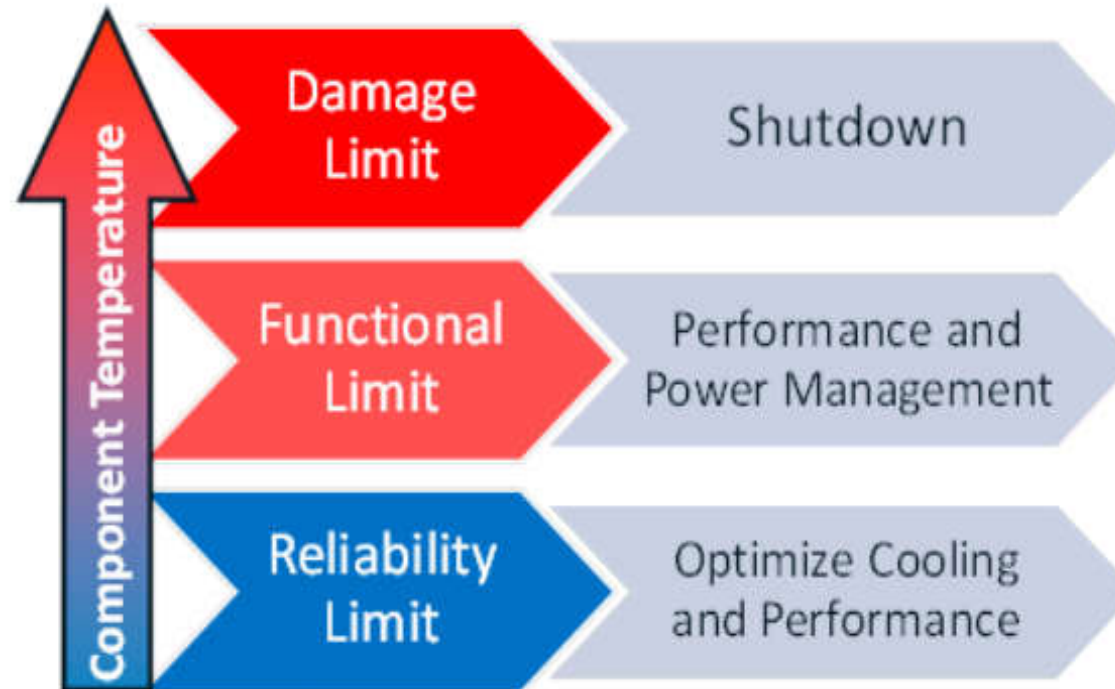 Component Temperature
Damage
Limit
Shutdown
Functional
Limit
Performance and
Power Management
Reliability
Limit
Optimize Cooling
and Performance